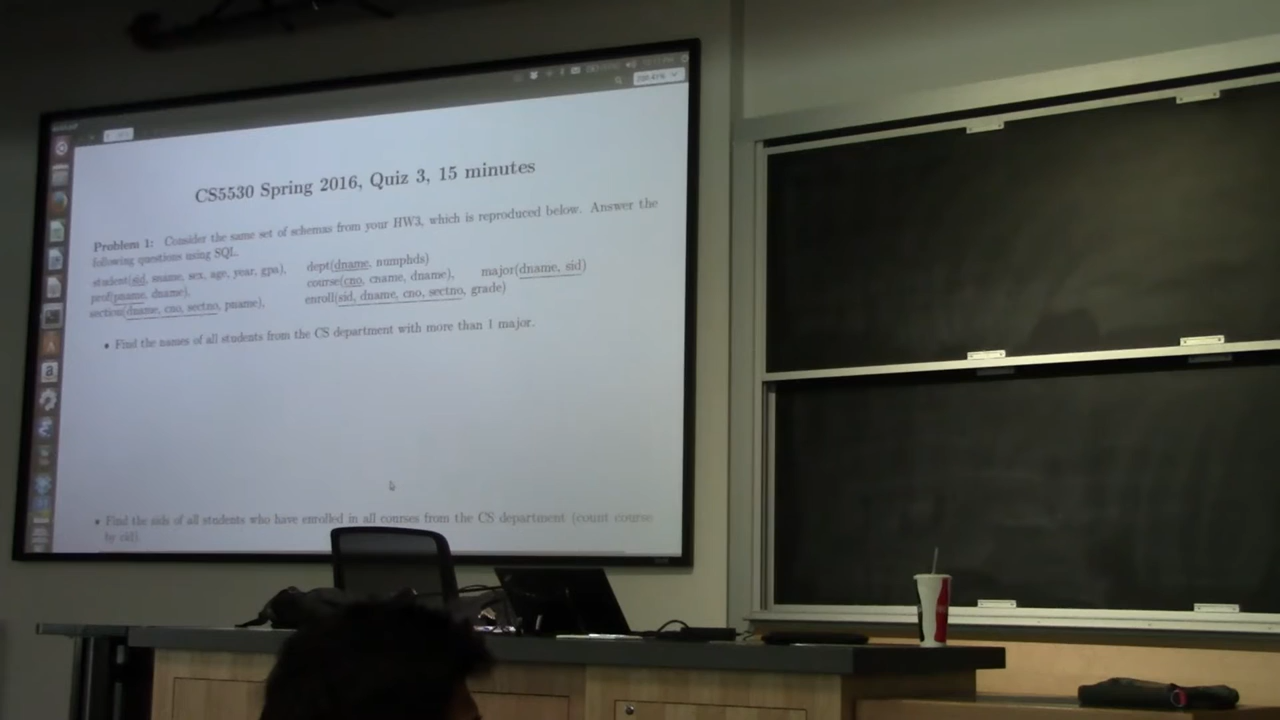 CS5530 Spring 2016, Quiz 3, 15 minutes
Problem 1: Consider the same set of schemas from your HW3, which is reproduced below. Answer the
following questions using SQL.
student(sid, sname, sex, age, year, gpa), dept(dname, numphds)
prof(pname, dname), course(cno, cname, dname), major(dname, sid)
section(dname, cno, sectno, pname), enroll(sid, dname, cno, sectno, grade)
• Find the names of all students from the CS department with more than 1 major.
• Find the sids of all students who have enrolled in all courses from the CS department (count course
by